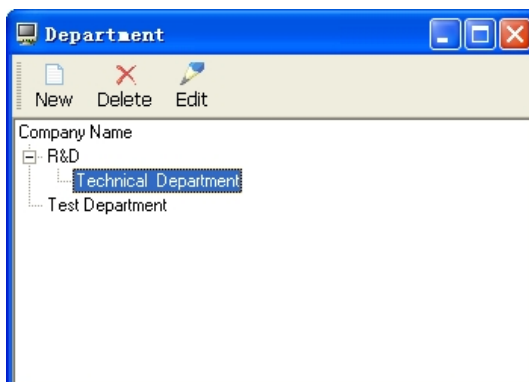 Department
New Delete Edit
Company Name
R&D
Technical Department
Test Department